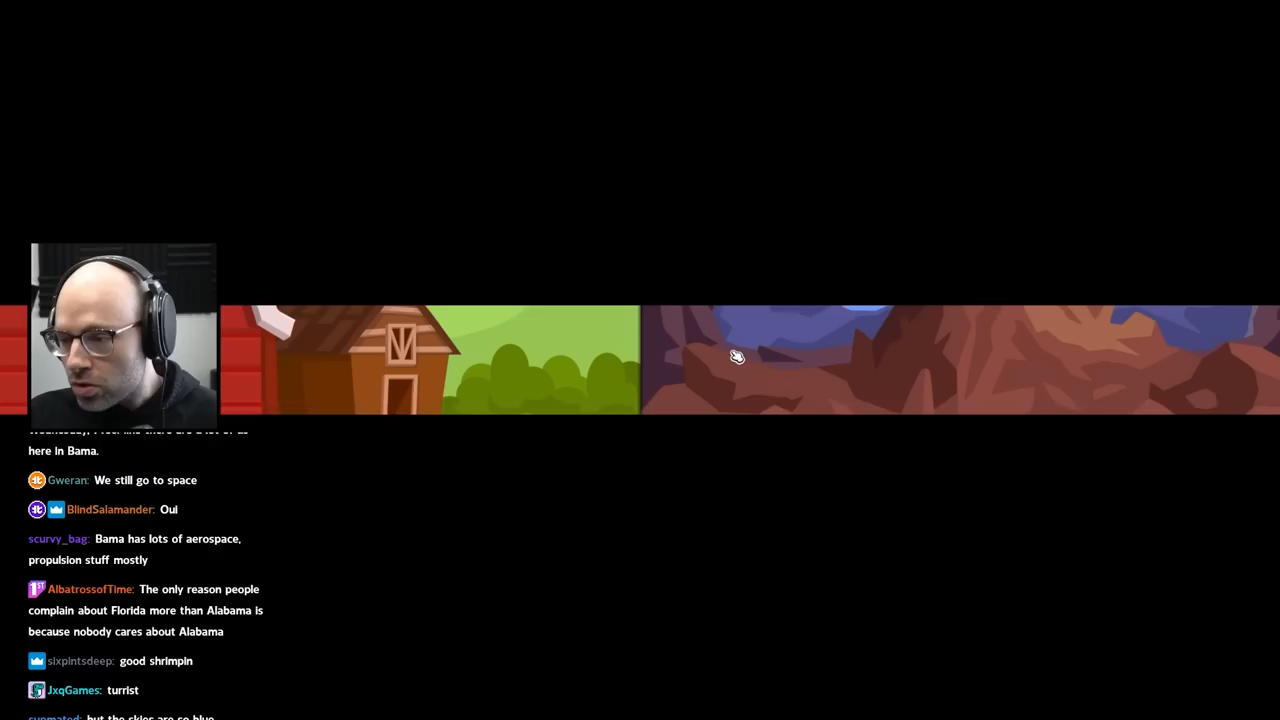 here in Bama.
Gweran: We still go to space
BlindSalamander: Oui
scurvy_bag: Bama has lots of aerospace,
propulsion stuff mostly
AlbatrossofTime: The only reason people
complain about Florida more than Alabama is
because nobody cares about Alabama
sixpintsdeep: good shrimpin
JxqGames: turrist
but the skies are so blue